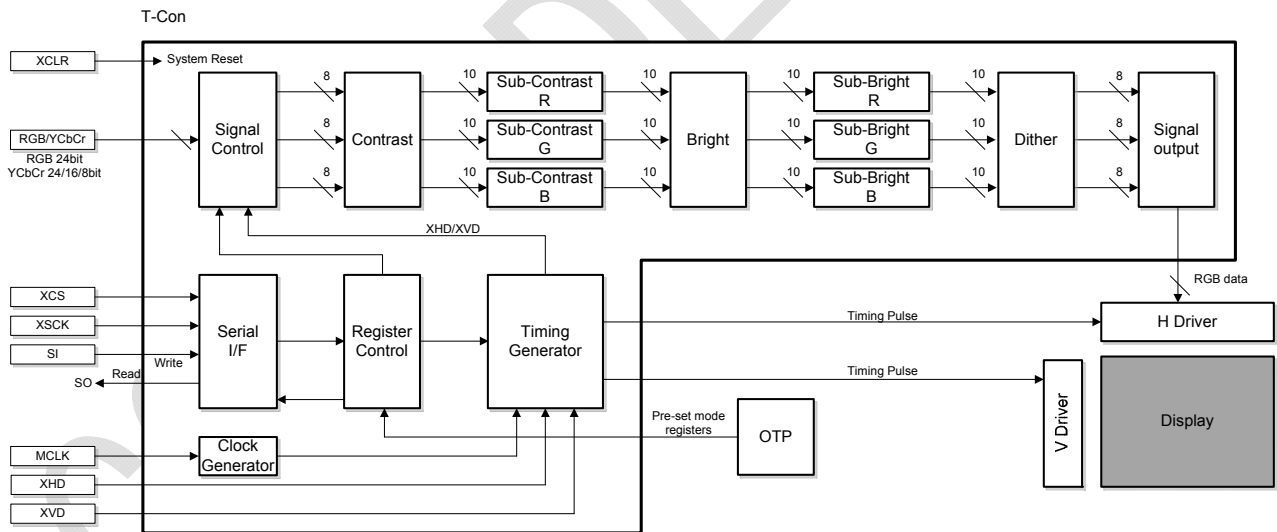 T-Con
XCLR
System Reset
RGB/YCbCr
RGB 24bit
YCbCr 24/16/8bit
Signal
Control
8
8
8
Contrast
10
10
10
Sub-Contrast
R
Sub-Contrast
G
Sub-Contrast
B
10
10
10
Bright
10
10
10
Sub-Bright
R
Sub-Bright
G
Sub-Bright
B
10
10
10
Dither
8
8
8
Signal
output
XHD/XVD
RGB data
XCS
XSCK
SI
Write
Read
SO
Serial
I/F
Register
Control
Timing
Generator
Timing Pulse
H Driver
Timing Pulse
V Driver
Display
Pre-set mode
registers
OTP
MCLK
Clock
Generator
XHD
XVD